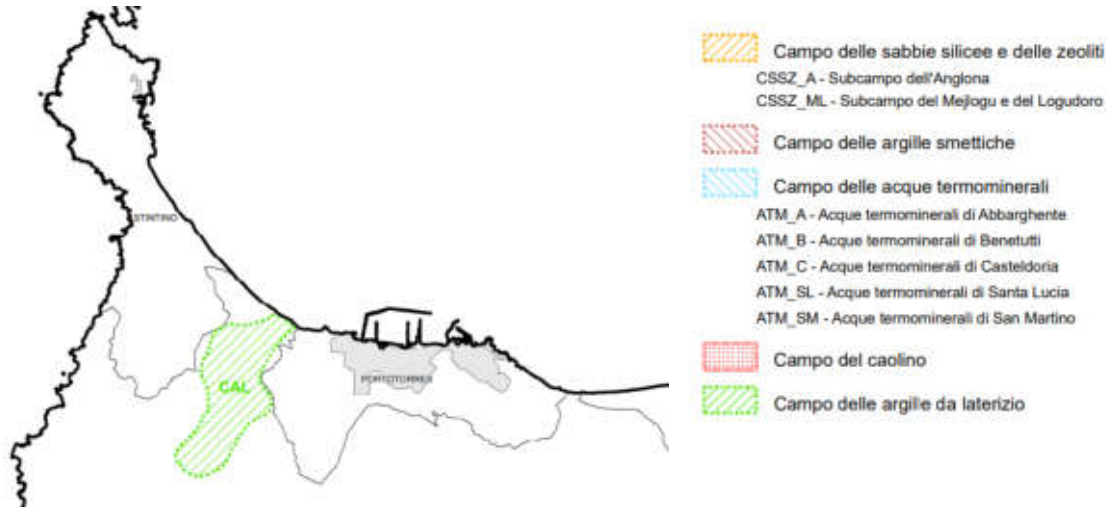 STINTINO
CAL
PORTOTORRES
Campo delle sabbie silicee e delle zeoliti
CSSZ_A - Subcampo dell'Anglona
CSSZ_ML - Subcampo del Mejlogu e del Logudoro
Campo delle argille smettiche
Campo delle acque termominerali
ATM_A - Acque termominerali di Abbarghente
ATM_B - Acque termominerali di Benetutti
ATM_C - Acque termominerali di Casteldoria
ATM_SL - Acque termominerali di Santa Lucia
ATM_SM - Acque termominerali di San Martino
Campo del caolino
Campo delle argille da laterizio